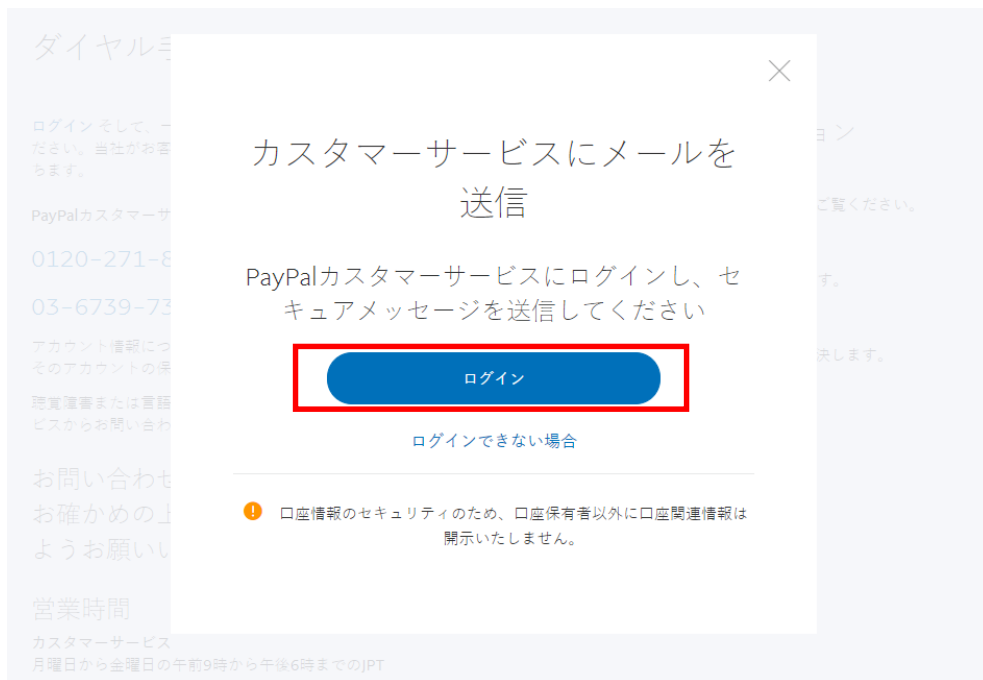 ダイヤル手
ログイン そして、一
ださい。当社がお客
ちます。
PayPalカスタマーサ
0120-271-8
03-6739-73
アカウント情報につ
そのアカウントの保
聴覚障害または言語
ビスからお問い合わ
お問い合わせ
お確かめの上
ようお願いい
営業時間
カスタマーサービス
月曜日から金曜日の午前9時から午後6時までのJPT
カスタマーサービスにメールを
送信
PayPalカスタマーサービスにログインし、セ
キュアメッセージを送信してください
ログイン
ログインできない場合
口座情報のセキュリティのため、口座保有者以外に口座関連情報は
開示いたしません。
ョン
ご覧ください。
す。
決します。